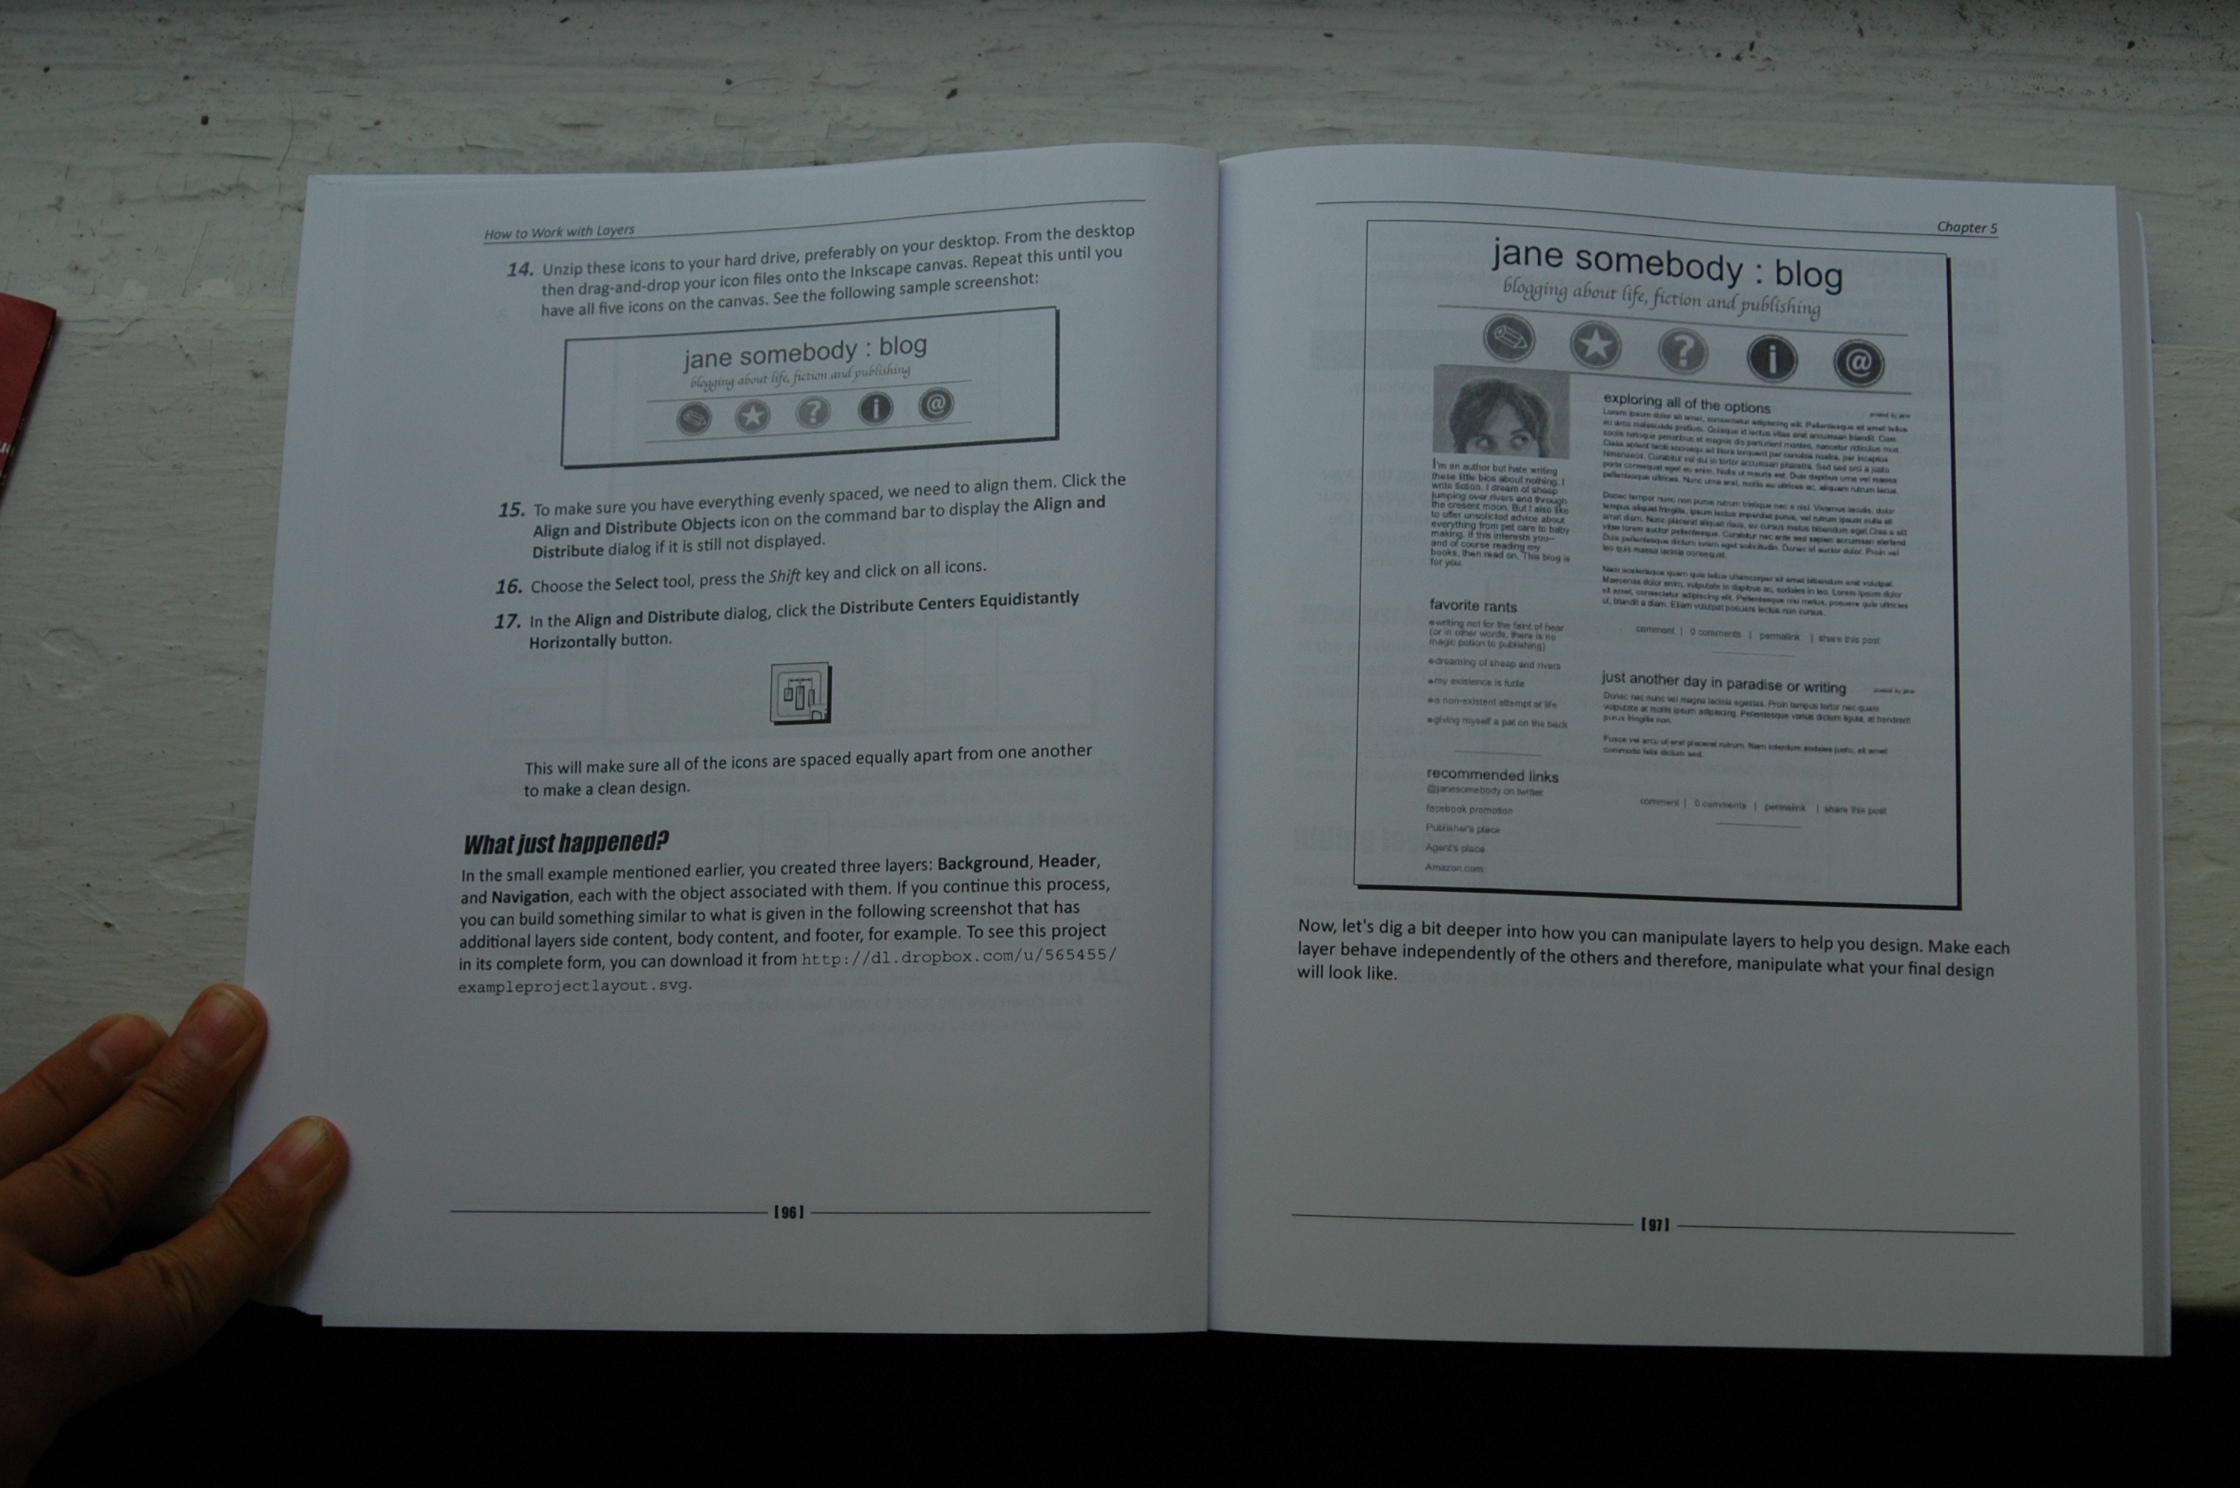 How to Work with Layers
14. Unzip these icons to your hard drive, preferably on your desktop. From the desktop
then drag-and-drop your icon files onto the Inkscape canvas. Repeat this until you
have all five icons on the canvas. See the following sample screenshot:
jane somebody : blog
blogging about life, fiction and publishing
?
i
@
15. To make sure you have everything evenly spaced, we need to align them. Click the
Align and Distribute Objects icon on the command bar to display the Align and
Distribute dialog if it is still not displayed.
16. Choose the Select tool, press the Shift key and click on all icons.
17. In the Align and Distribute dialog, click the Distribute Centers Equidistantly
Horizontally button.
This will make sure all of the icons are spaced equally apart from one another
to make a clean design.
What just happened?
In the small example mentioned earlier, you created three layers: Background, Header,
and Navigation, each with the object associated with them. If you continue this process,
you can build something similar to what is given in the following screenshot that has
additional layers side content, body content, and footer, for example. To see this project
in its complete form, you can download it from http://dl.dropbox.com/u/565455/
exampleprojectlayout.svg.
[96]
Chapter 5
jane somebody : blog
blogging about life, fiction and publishing
?
i
@
I'm an author but hate writing
these little bios about nothing. I
write fiction. I dream of sheep
jumping over rivers and through
the cresent moon. But I also like
to offer unsolicted advice about
everything from pet care to baby
making. If this interests you--
and of course reading my
books, then read on. This blog is
for you.
favorite rants
writing not for the faint of hear
(or in other words, there is no
magic potion to publishing)
dreaming of sheep and rivers
my existence is futile
a non-existent attempt at life
giving myself a pat on the back
recommended links
@janesomebody on twitter
facebook promotion
Publisher's place
Agent's place
Amazon.com
exploring all of the options
posted by jane
comment | 0 comments | permalink | share this post
just another day in paradise or writing
posted by jane
comment | 0 comments | permalink | share this post
Now, let's dig a bit deeper into how you can manipulate layers to help you design. Make each
layer behave independently of the others and therefore, manipulate what your final design
will look like.
[97]